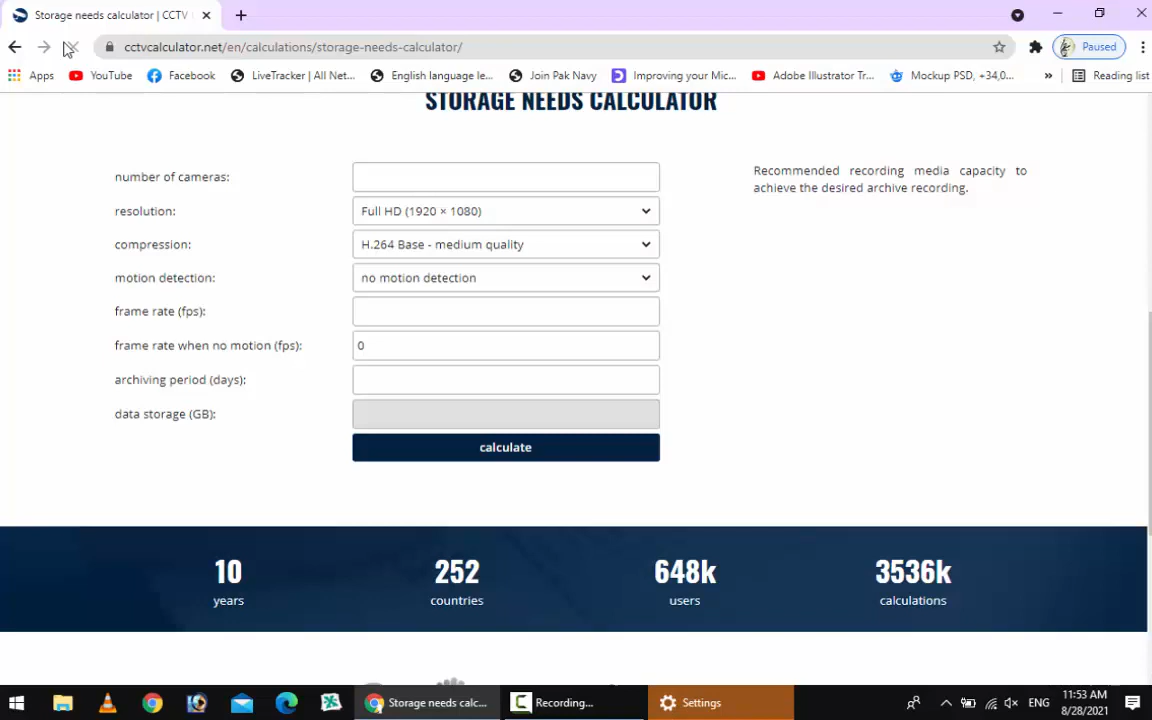 Storage needs calculator | CCTV
cctvcalculator.net/en/calculations/storage-needs-calculator/
Paused
Apps
YouTube
Facebook
LiveTracker | All Net...
English language le...
Join Pak Navy
Improving your Mic...
Adobe Illustrator Tr...
Mockup PSD, +34,0...
»
Reading list
STORAGE NEEDS CALCULATOR
number of cameras:
Recommended recording media capacity to
achieve the desired archive recording.
resolution:
Full HD (1920 × 1080)
compression:
H.264 Base - medium quality
motion detection:
no motion detection
frame rate (fps):
frame rate when no motion (fps):
0
archiving period (days):
data storage (GB):
calculate
10
252
648k
3536k
years
countries
users
calculations
Storage needs calc...
Recording...
Settings
ENG
11:53 AM
8/28/2021